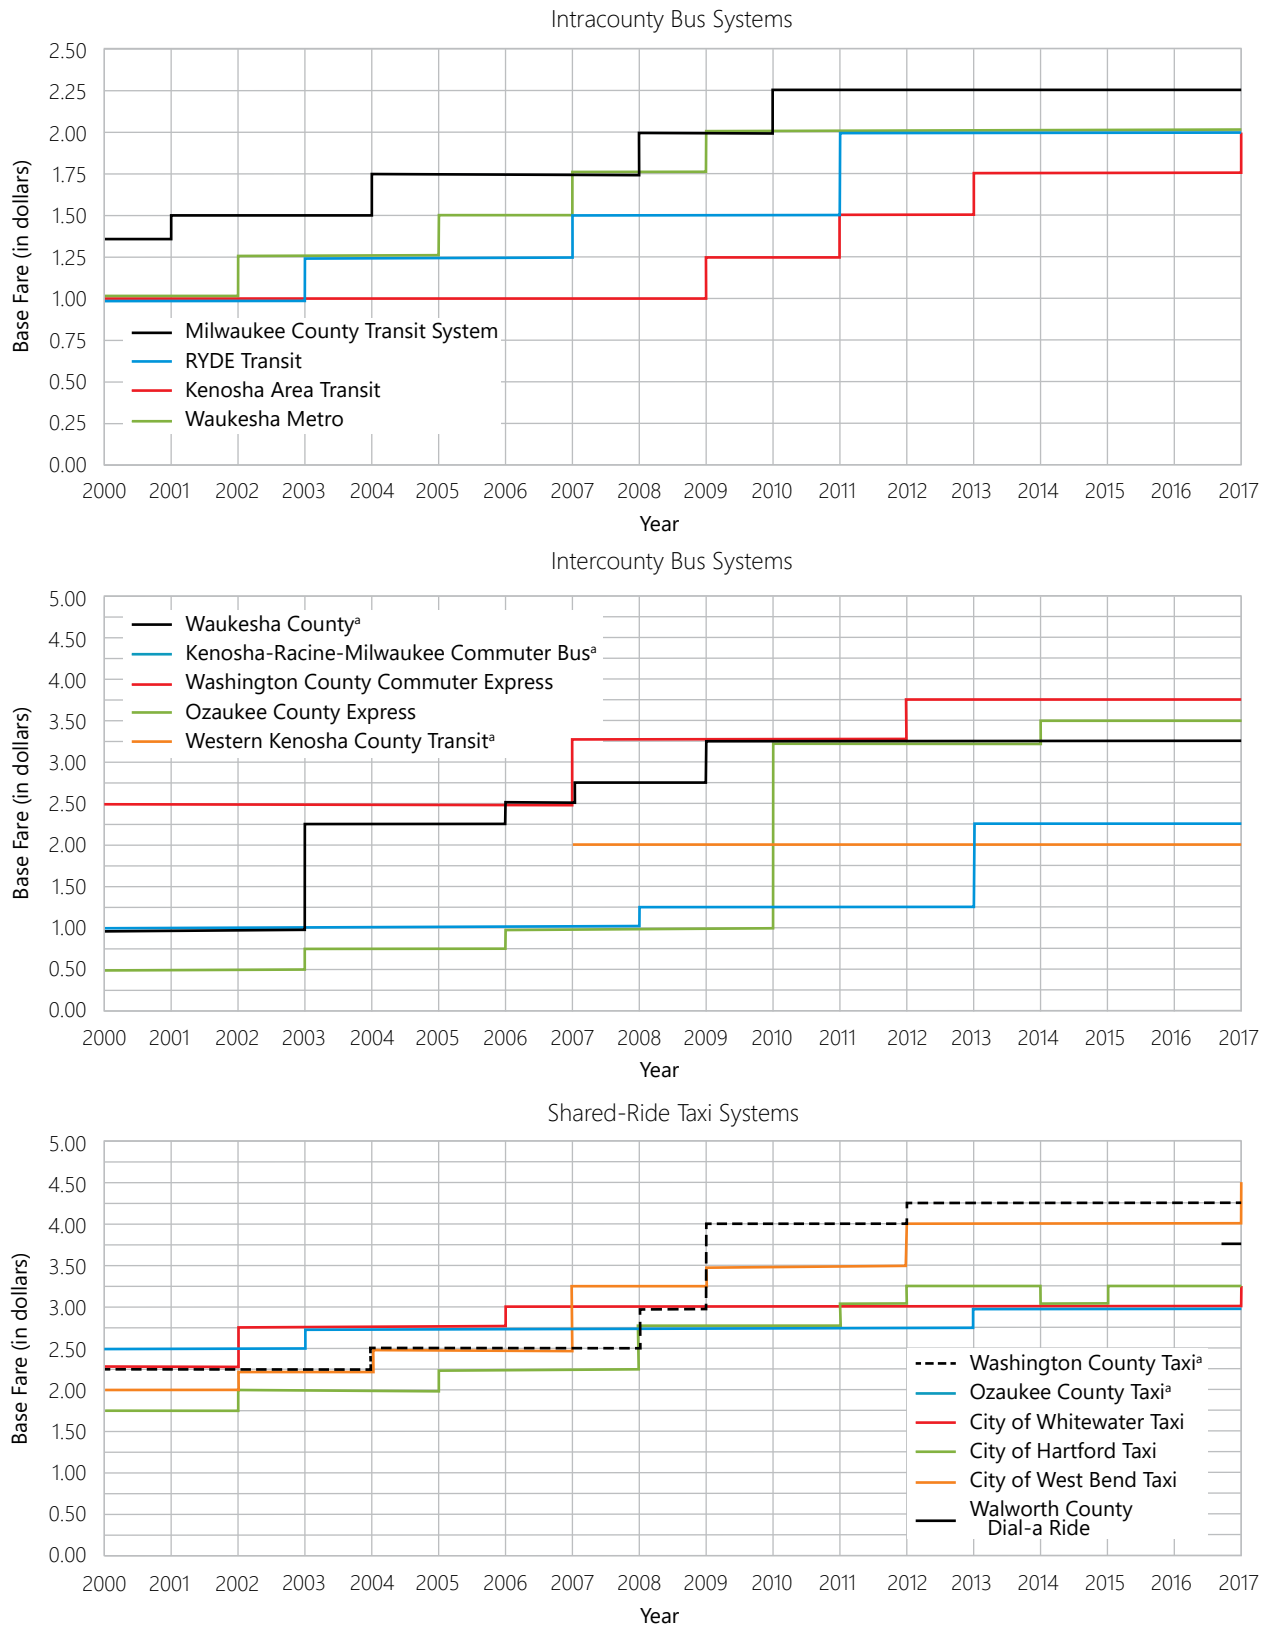 Intracounty Bus Systems
2.50
2.25
2.00
1.75
1.50
1.25
1.00
0.75
0.50
0.25
0.00
Base Fare (in dollars)
Milwaukee County Transit System
RYDE Transit
Kenosha Area Transit
Waukesha Metro
2000 2001 2002 2003 2004 2005 2006 2007 2008 2009 2010 2011 2012 2013 2014 2015 2016 2017
Year
Intercounty Bus Systems
5.00
4.50
4.00
3.50
3.00
2.50
2.00
1.50
1.00
0.50
0.00
Base Fare (in dollars)
Waukesha Countyᵃ
Kenosha-Racine-Milwaukee Commuter Busᵃ
Washington County Commuter Express
Ozaukee County Express
Western Kenosha County Transitᵃ
2000 2001 2002 2003 2004 2005 2006 2007 2008 2009 2010 2011 2012 2013 2014 2015 2016 2017
Year
Shared-Ride Taxi Systems
5.00
4.50
4.00
3.50
3.00
2.50
2.00
1.50
1.00
0.50
0.00
Base Fare (in dollars)
Washington County Taxiᵃ
Ozaukee County Taxiᵃ
City of Whitewater Taxi
City of Hartford Taxi
City of West Bend Taxi
Walworth County
Dial-a Ride
2000 2001 2002 2003 2004 2005 2006 2007 2008 2009 2010 2011 2012 2013 2014 2015 2016 2017
Year